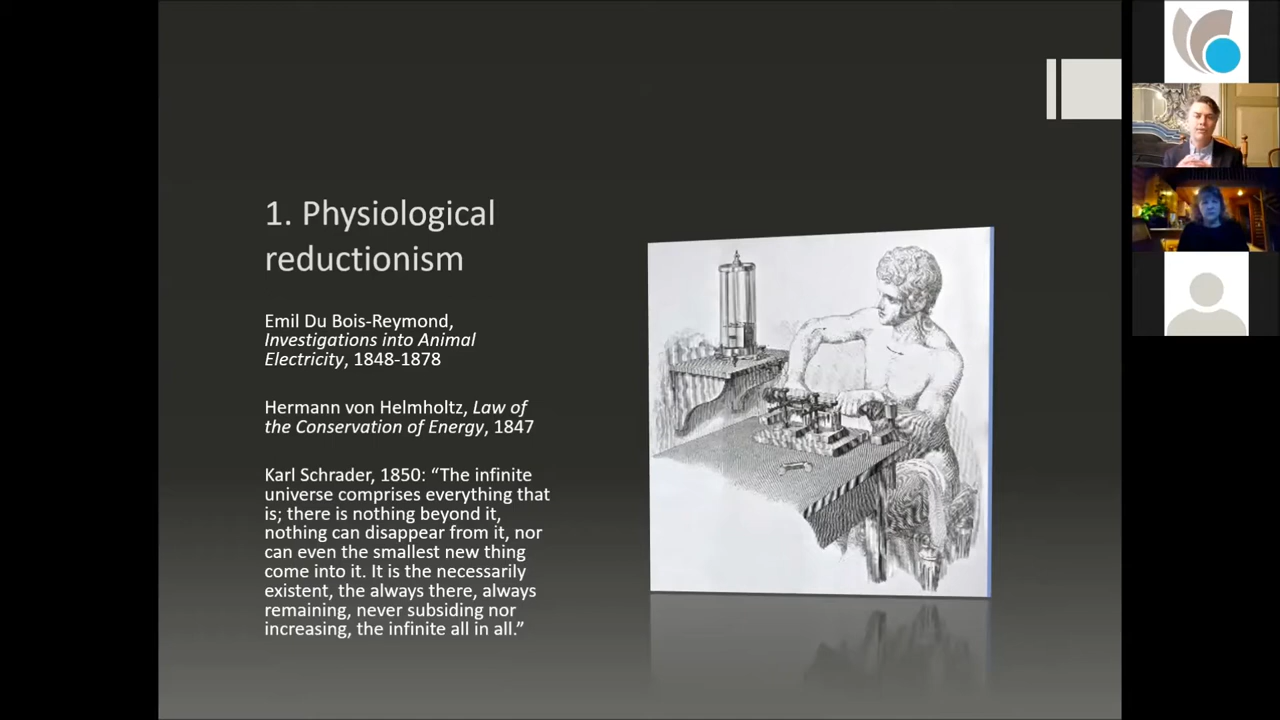 1. Physiological
reductionism
Emil Du Bois-Reymond,
Investigations into Animal
Electricity, 1848-1878
Hermann von Helmholtz, Law of
the Conservation of Energy, 1847
Karl Schrader, 1850: “The infinite
universe comprises everything that
is; there is nothing beyond it,
nothing can disappear from it, nor
can even the smallest new thing
come into it. It is the necessarily
existent, the always there, always
remaining, never subsiding nor
increasing, the infinite all in all.”